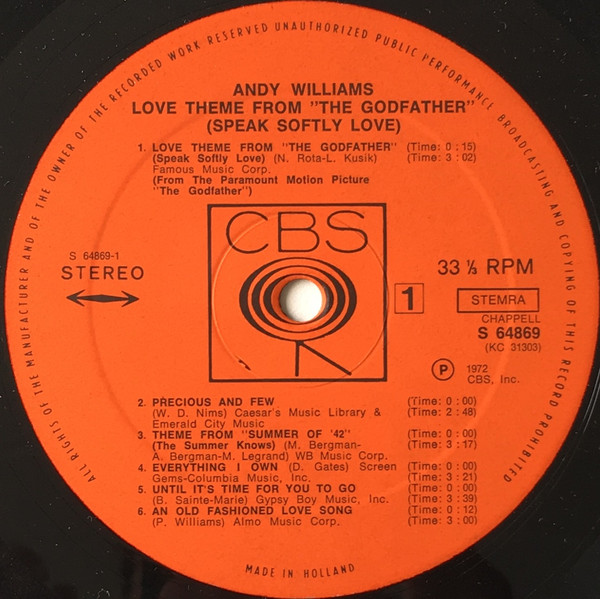 ALL RIGHTS OF THE MANUFACTURER AND OF THE OWNER OF THE RECORDED WORK RESERVED UNAUTHORIZED PUBLIC PERFORMANCE BROADCASTING AND COPYING OF THIS RECORD PROHIBITED
ANDY WILLIAMS
LOVE THEME FROM "THE GODFATHER"
(SPEAK SOFTLY LOVE)
1. LOVE THEME FROM "THE GODFATHER" (Time: 0:15)
(Speak Softly Love) (N. Rota-L. Kusik) (Time: 3:02)
Famous Music Corp.
(From The Paramount Motion Picture
"The Godfather")
CBS
S 64869-1
STEREO
33 ⅓ RPM
1
STEMRA
CHAPPELL
S 64869
(KC 31303)
P 1972
CBS, Inc.
2. PRECIOUS AND FEW (Time: 0:00)
(W. D. Nims) Caesar's Music Library & (Time: 2:48)
Emerald City Music
3. THEME FROM "SUMMER OF '42" (Time: 0:00)
(The Summer Knows) (M. Bergman- (Time: 3:17)
A. Bergman-M. Legrand) WB Music Corp.
4. EVERYTHING I OWN (D. Gates) Screen (Time: 0:00)
Gems-Columbia Music, Inc. (Time: 3:21)
5. UNTIL IT'S TIME FOR YOU TO GO (Time: 0:00)
(B. Sainte-Marie) Gypsy Boy Music, Inc. (Time: 3:39)
6. AN OLD FASHIONED LOVE SONG (Time: 0:12)
(P. Williams) Almo Music Corp. (Time: 3:00)
MADE IN HOLLAND